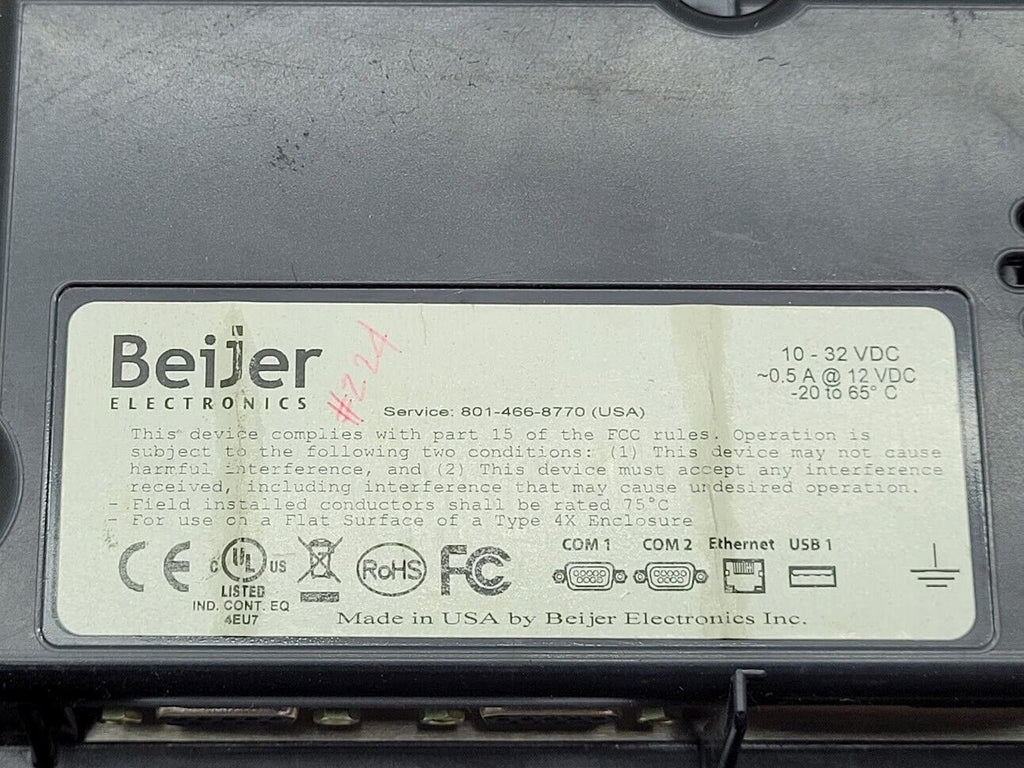 Beijer
ELECTRONICS
#224
10 - 32 VDC
~0.5 A @ 12 VDC
-20 to 65° C
Service: 801-466-8770 (USA)
This device complies with part 15 of the FCC rules. Operation is
subject to the following two conditions: (1) This device may not cause
harmful interference, and (2) This device must accept any interference
received, including interference that may cause undesired operation.
- Field installed conductors shall be rated 75°C
- For use on a Flat Surface of a Type 4X Enclosure
CE
C UL US
LISTED
IND. CONT. EQ
4EU7
RoHS
FC
COM 1 COM 2 Ethernet USB 1
Made in USA by Beijer Electronics Inc.